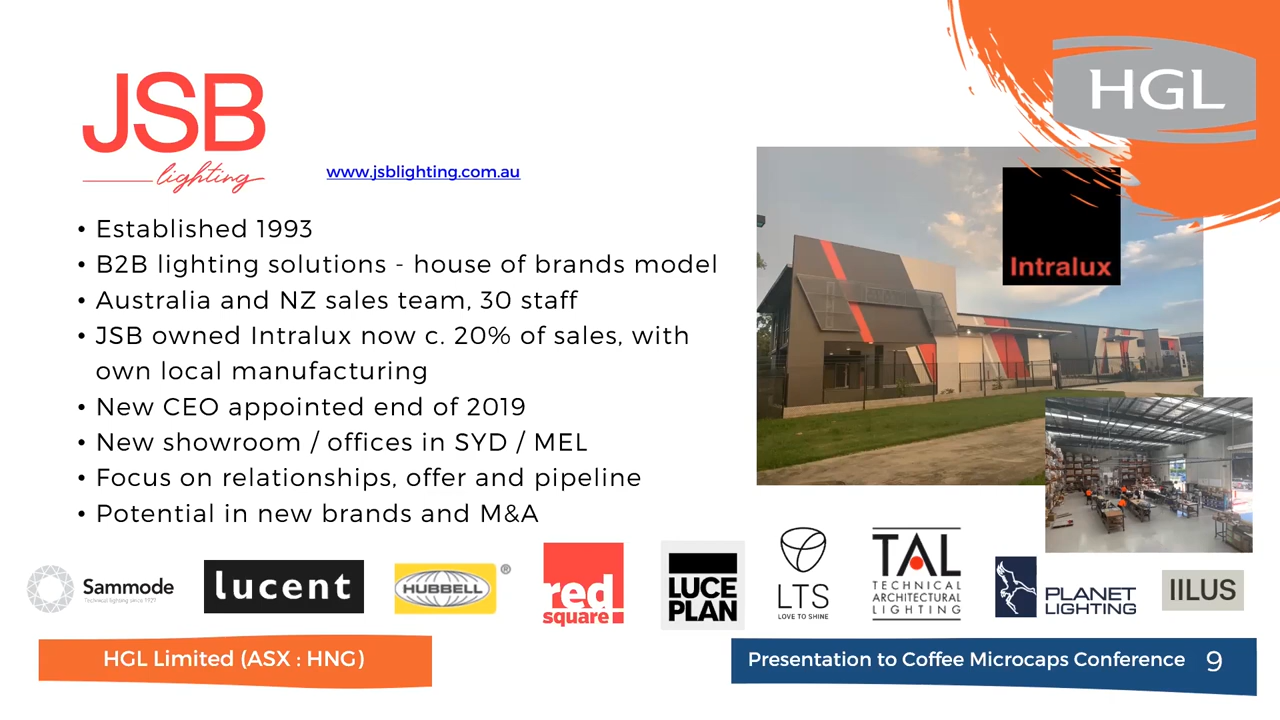 HGL
JSB
lighting
www.jsblighting.com.au
• Established 1993
• B2B lighting solutions - house of brands model
• Australia and NZ sales team, 30 staff
• JSB owned Intralux now c. 20% of sales, with
own local manufacturing
• New CEO appointed end of 2019
• New showroom / offices in SYD / MEL
• Focus on relationships, offer and pipeline
• Potential in new brands and M&A
Intralux
Sammode
Technical lighting since 1927
lucent
HUBBELL®
red
square
LUCE
PLAN
LTS
LOVE TO SHINE
TAL
TECHNICAL
ARCHITECTURAL
LIGHTING
PLANET
LIGHTING
IILUS
HGL Limited (ASX : HNG)
Presentation to Coffee Microcaps Conference 9